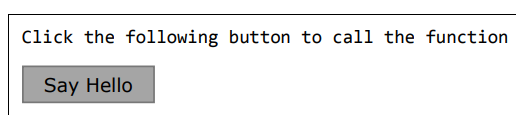 Click the following button to call the function
Say Hello